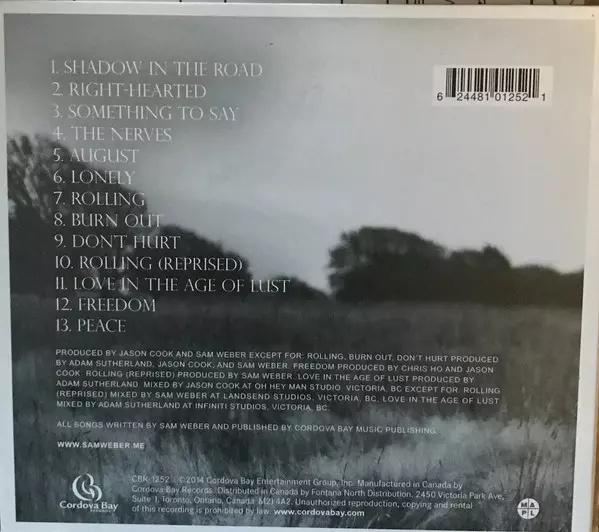 1. SHADOW IN THE ROAD
2. RIGHT-HEARTED
3. SOMETHING TO SAY
4. THE NERVES
5. AUGUST
6. LONELY
7. ROLLING
8. BURN OUT
9. DON'T HURT
10. ROLLING (REPRISED)
11. LOVE IN THE AGE OF LUST
12. FREEDOM
13. PEACE
6 24481 01252 1
PRODUCED BY JASON COOK AND SAM WEBER EXCEPT FOR: ROLLING, BURN OUT, DON'T HURT PRODUCED
BY ADAM SUTHERLAND, JASON COOK, AND SAM WEBER. FREEDOM PRODUCED BY CHRIS HO AND JASON
COOK. ROLLING (REPRISED) PRODUCED BY SAM WEBER. LOVE IN THE AGE OF LUST PRODUCED BY
ADAM SUTHERLAND. MIXED BY JASON COOK AT OH HEY MAN STUDIO, VICTORIA, BC EXCEPT FOR: ROLLING
(REPRISED) MIXED BY SAM WEBER AT LANDSEND STUDIOS, VICTORIA, BC. LOVE IN THE AGE OF LUST
MIXED BY ADAM SUTHERLAND AT INFINITI STUDIOS, VICTORIA, BC.
ALL SONGS WRITTEN BY SAM WEBER AND PUBLISHED BY CORDOVA BAY MUSIC PUBLISHING.
WWW.SAMWEBER.ME
Cordova Bay
RECORDS
CBR-1252 ©2014 Cordova Bay Entertainment Group, Inc. Manufactured in Canada by
Cordova Bay Records. Distributed in Canada by Fontana North Distribution. 2450 Victoria Park Ave,
Suite 1, Toronto, Ontario, Canada, M2J 4A2. Unauthorized reproduction, copying and rental
of this recording is prohibited by law. www.cordovabay.com
M A
P L